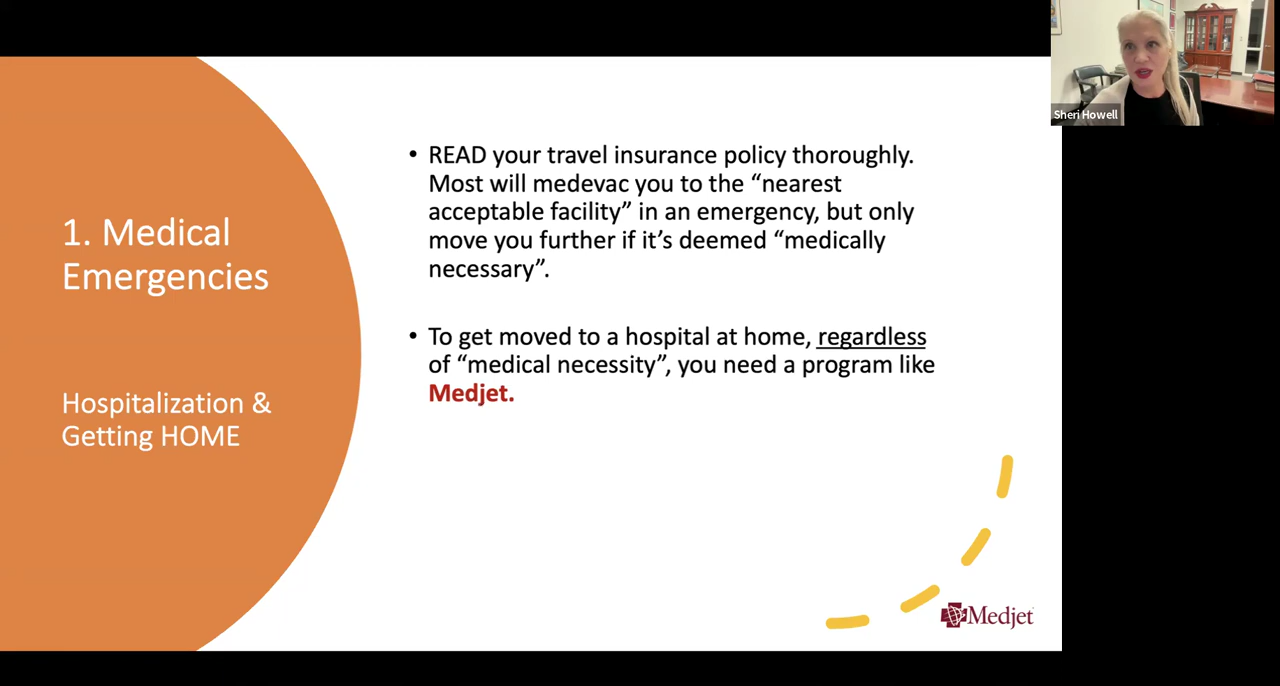 Sheri Howell
1. Medical
Emergencies
Hospitalization &
Getting HOME
• READ your travel insurance policy thoroughly.
Most will medevac you to the “nearest
acceptable facility” in an emergency, but only
move you further if it’s deemed “medically
necessary”.
• To get moved to a hospital at home, regardless
of “medical necessity”, you need a program like
Medjet.
Medjet